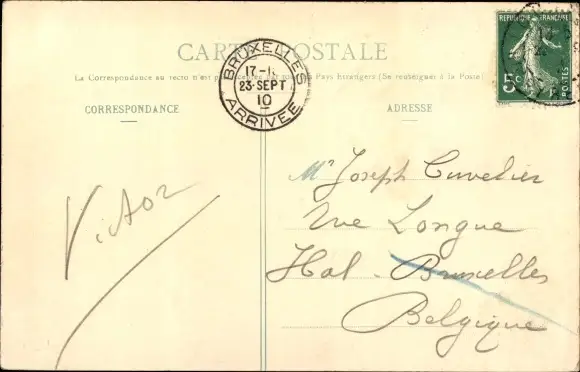 CARTE POSTALE
La Correspondance au recto n'est pas acceptée par tous les Pays Étrangers (Se renseigner à la Poste)
CORRESPONDANCE
ADRESSE
BRUXELLES
17-1
23·SEPT
10
ARRIVÉE
REPUBLIQUE FRANÇAISE
5c
POSTES
Victor
Mr Joseph Cuvelier
Rue Longue
Hal - Bruxelles
Belgique